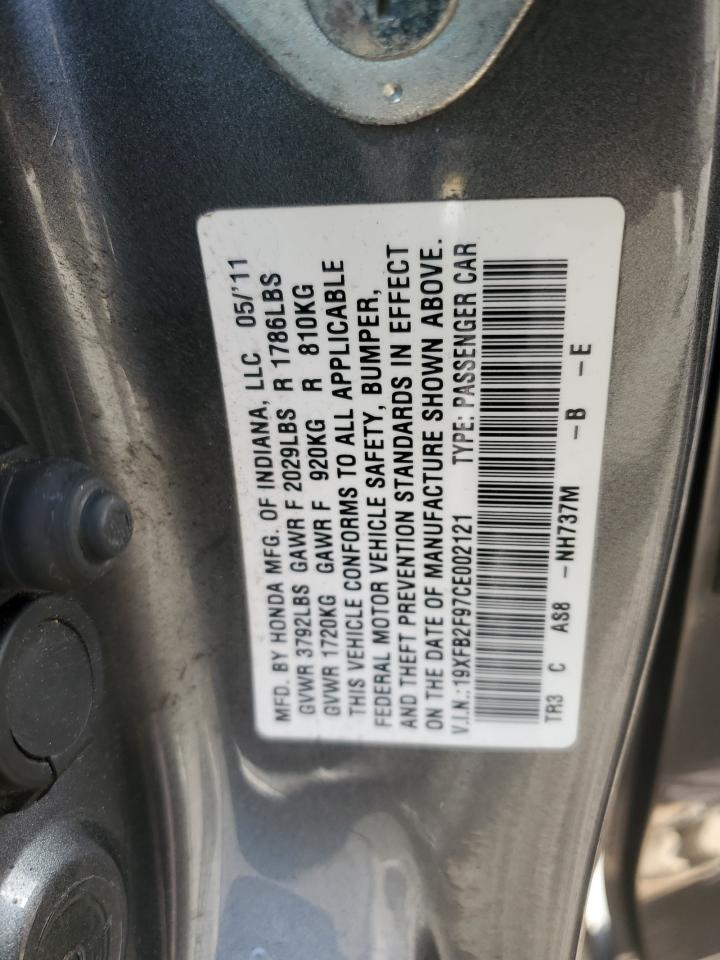 MFD. BY HONDA MFG. OF INDIANA, LLC 05/'11
GVWR 3792LBS GAWR F 2029LBS R 1786LBS
GVWR 1720KG GAWR F 920KG R 810KG
THIS VEHICLE CONFORMS TO ALL APPLICABLE
FEDERAL MOTOR VEHICLE SAFETY, BUMPER,
AND THEFT PREVENTION STANDARDS IN EFFECT
ON THE DATE OF MANUFACTURE SHOWN ABOVE.
V.I.N.:19XFB2F97CE002121 TYPE: PASSENGER CAR
TR3 C AS8 -NH737M -B -E